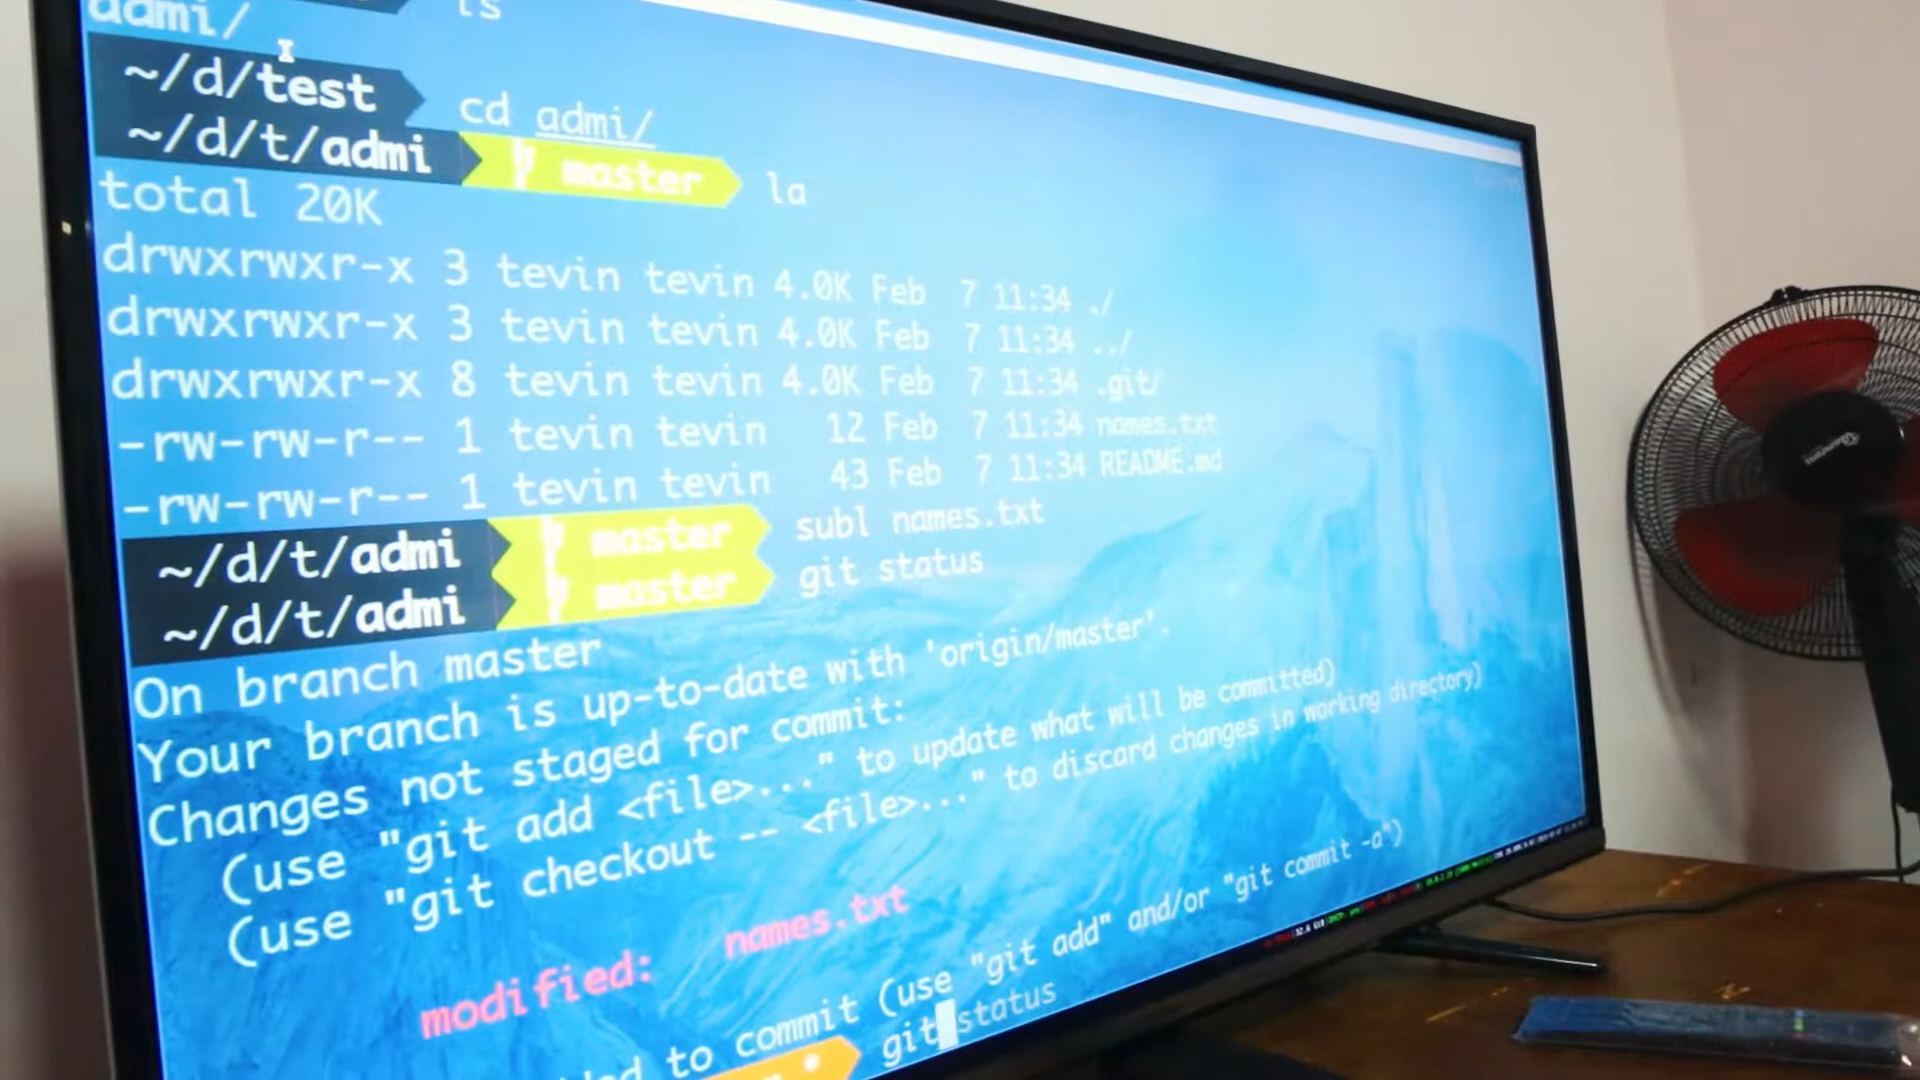 ls
admi/
~/d/test cd admi/
~/d/t/admi master la
total 20K
drwxrwxr-x 3 tevin tevin 4.0K Feb 7 11:34 ./
drwxrwxr-x 3 tevin tevin 4.0K Feb 7 11:34 ../
drwxrwxr-x 8 tevin tevin 4.0K Feb 7 11:34 .git/
-rw-rw-r-- 1 tevin tevin 12 Feb 7 11:34 names.txt
-rw-rw-r-- 1 tevin tevin 43 Feb 7 11:34 README.md
~/d/t/admi master subl names.txt
~/d/t/admi master git status
On branch master
Your branch is up-to-date with 'origin/master'.
Changes not staged for commit:
(use "git add <file>..." to update what will be committed)
(use "git checkout -- <file>..." to discard changes in working directory)
modified: names.txt
to commit (use "git add" and/or "git commit -a")
* git status